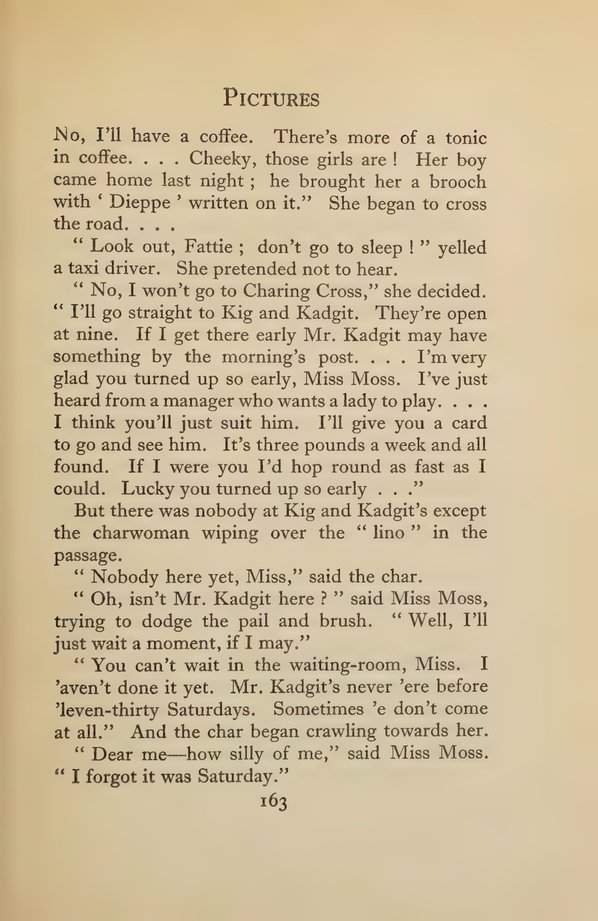 PICTURES
No, I'll have a coffee. There's more of a tonic
in coffee. . . . Cheeky, those girls are ! Her boy
came home last night ; he brought her a brooch
with ‘ Dieppe ’ written on it.” She began to cross
the road. . . .
“ Look out, Fattie ; don't go to sleep ! ” yelled
a taxi driver. She pretended not to hear.
“ No, I won't go to Charing Cross,” she decided.
“ I'll go straight to Kig and Kadgit. They're open
at nine. If I get there early Mr. Kadgit may have
something by the morning's post. . . . I'm very
glad you turned up so early, Miss Moss. I've just
heard from a manager who wants a lady to play. . . .
I think you'll just suit him. I'll give you a card
to go and see him. It's three pounds a week and all
found. If I were you I'd hop round as fast as I
could. Lucky you turned up so early . . .”
But there was nobody at Kig and Kadgit's except
the charwoman wiping over the “ lino ” in the
passage.
“ Nobody here yet, Miss,” said the char.
“ Oh, isn't Mr. Kadgit here ? ” said Miss Moss,
trying to dodge the pail and brush. “ Well, I'll
just wait a moment, if I may.”
“ You can't wait in the waiting-room, Miss. I
'aven't done it yet. Mr. Kadgit's never 'ere before
'leven-thirty Saturdays. Sometimes 'e don't come
at all.” And the char began crawling towards her.
“ Dear me—how silly of me,” said Miss Moss.
“ I forgot it was Saturday.”
163